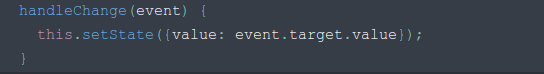 handleChange(event) {
this.setState({value: event.target.value});
}